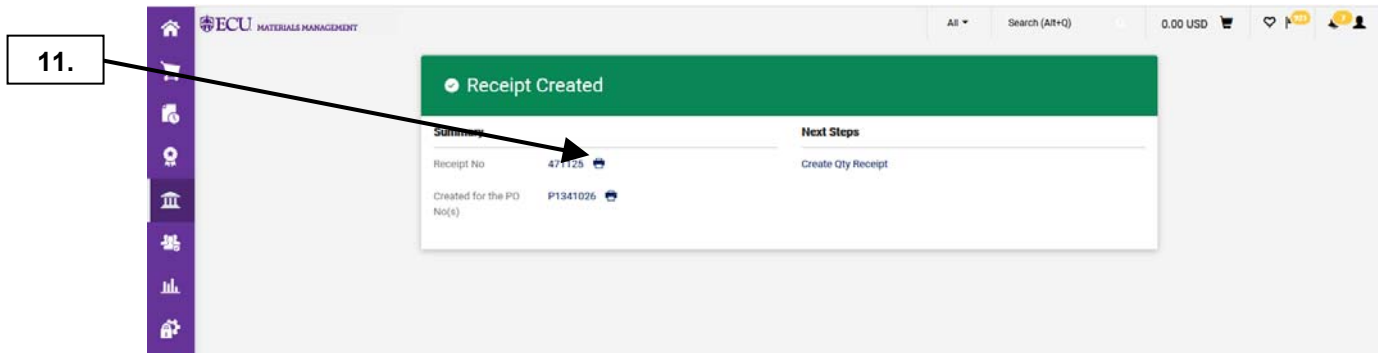 ECU MATERIALS MANAGEMENT
All
Search (Alt+Q)
0.00 USD
11.
Receipt Created
Summary
Next Steps
Receipt No
471125
Create Qty Receipt
Created for the PO
No(s)
P1341026